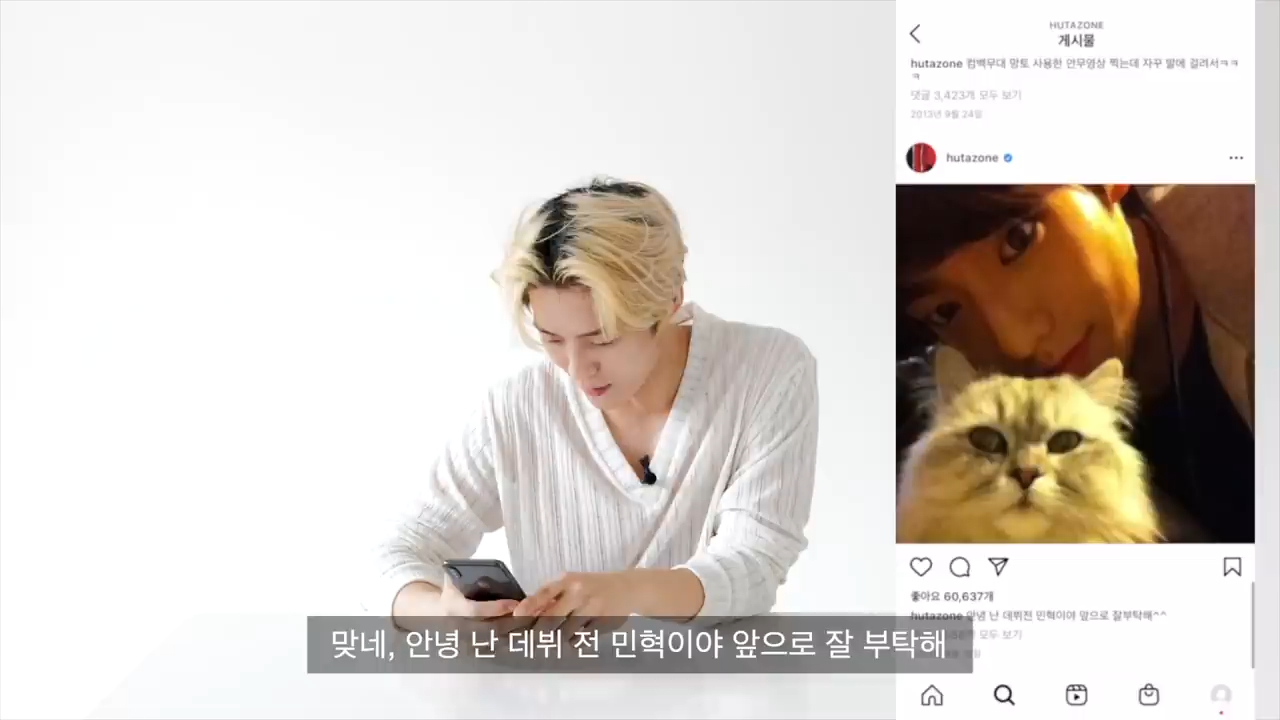 HUTAZONE
게시물
hutazone 컴백무대 망토 사용한 안무영상 찍는데 자꾸 발에 걸려서ㅋㅋ
ㅋ
댓글 3,423개 모두 보기
2013년 9월 24일
hutazone
좋아요 60,637개
hutazone 안녕 난 데뷔전 민혁이야 앞으로 잘부탁해^^
모두 보기
맞네, 안녕 난 데뷔 전 민혁이야 앞으로 잘 부탁해